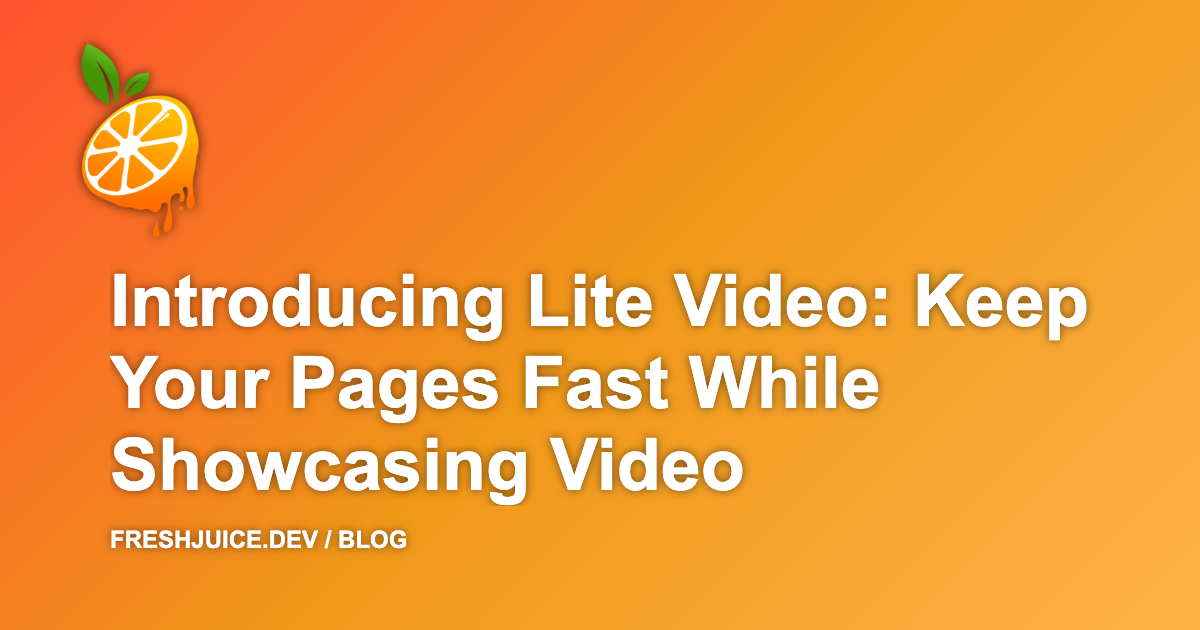 Introducing Lite Video: Keep
Your Pages Fast While
Showcasing Video
FRESHJUICE.DEV / BLOG